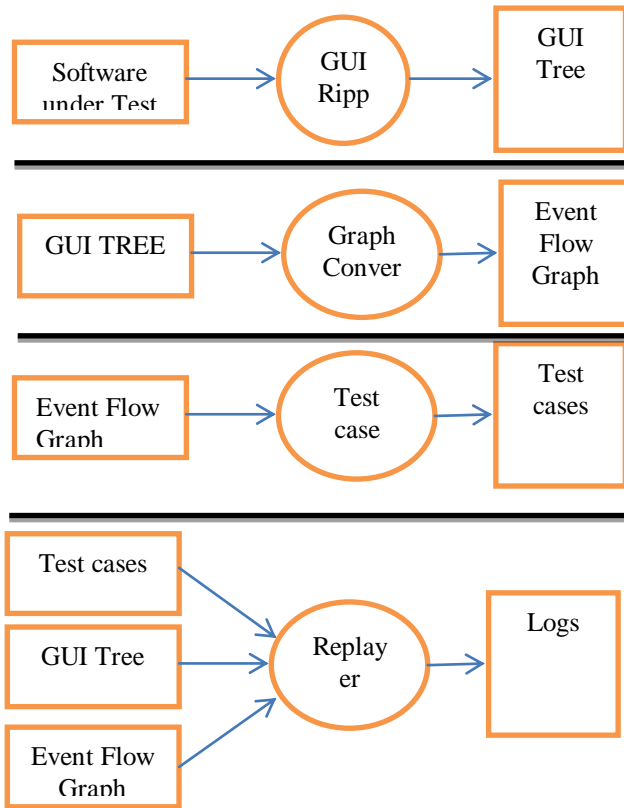 Software
under Test
GUI
Ripp
GUI
Tree
GUI TREE
Graph
Conver
Event
Flow
Graph
Event Flow
Graph
Test
case
Test
cases
Test cases
GUI Tree
Event Flow
Graph
Replay
er
Logs